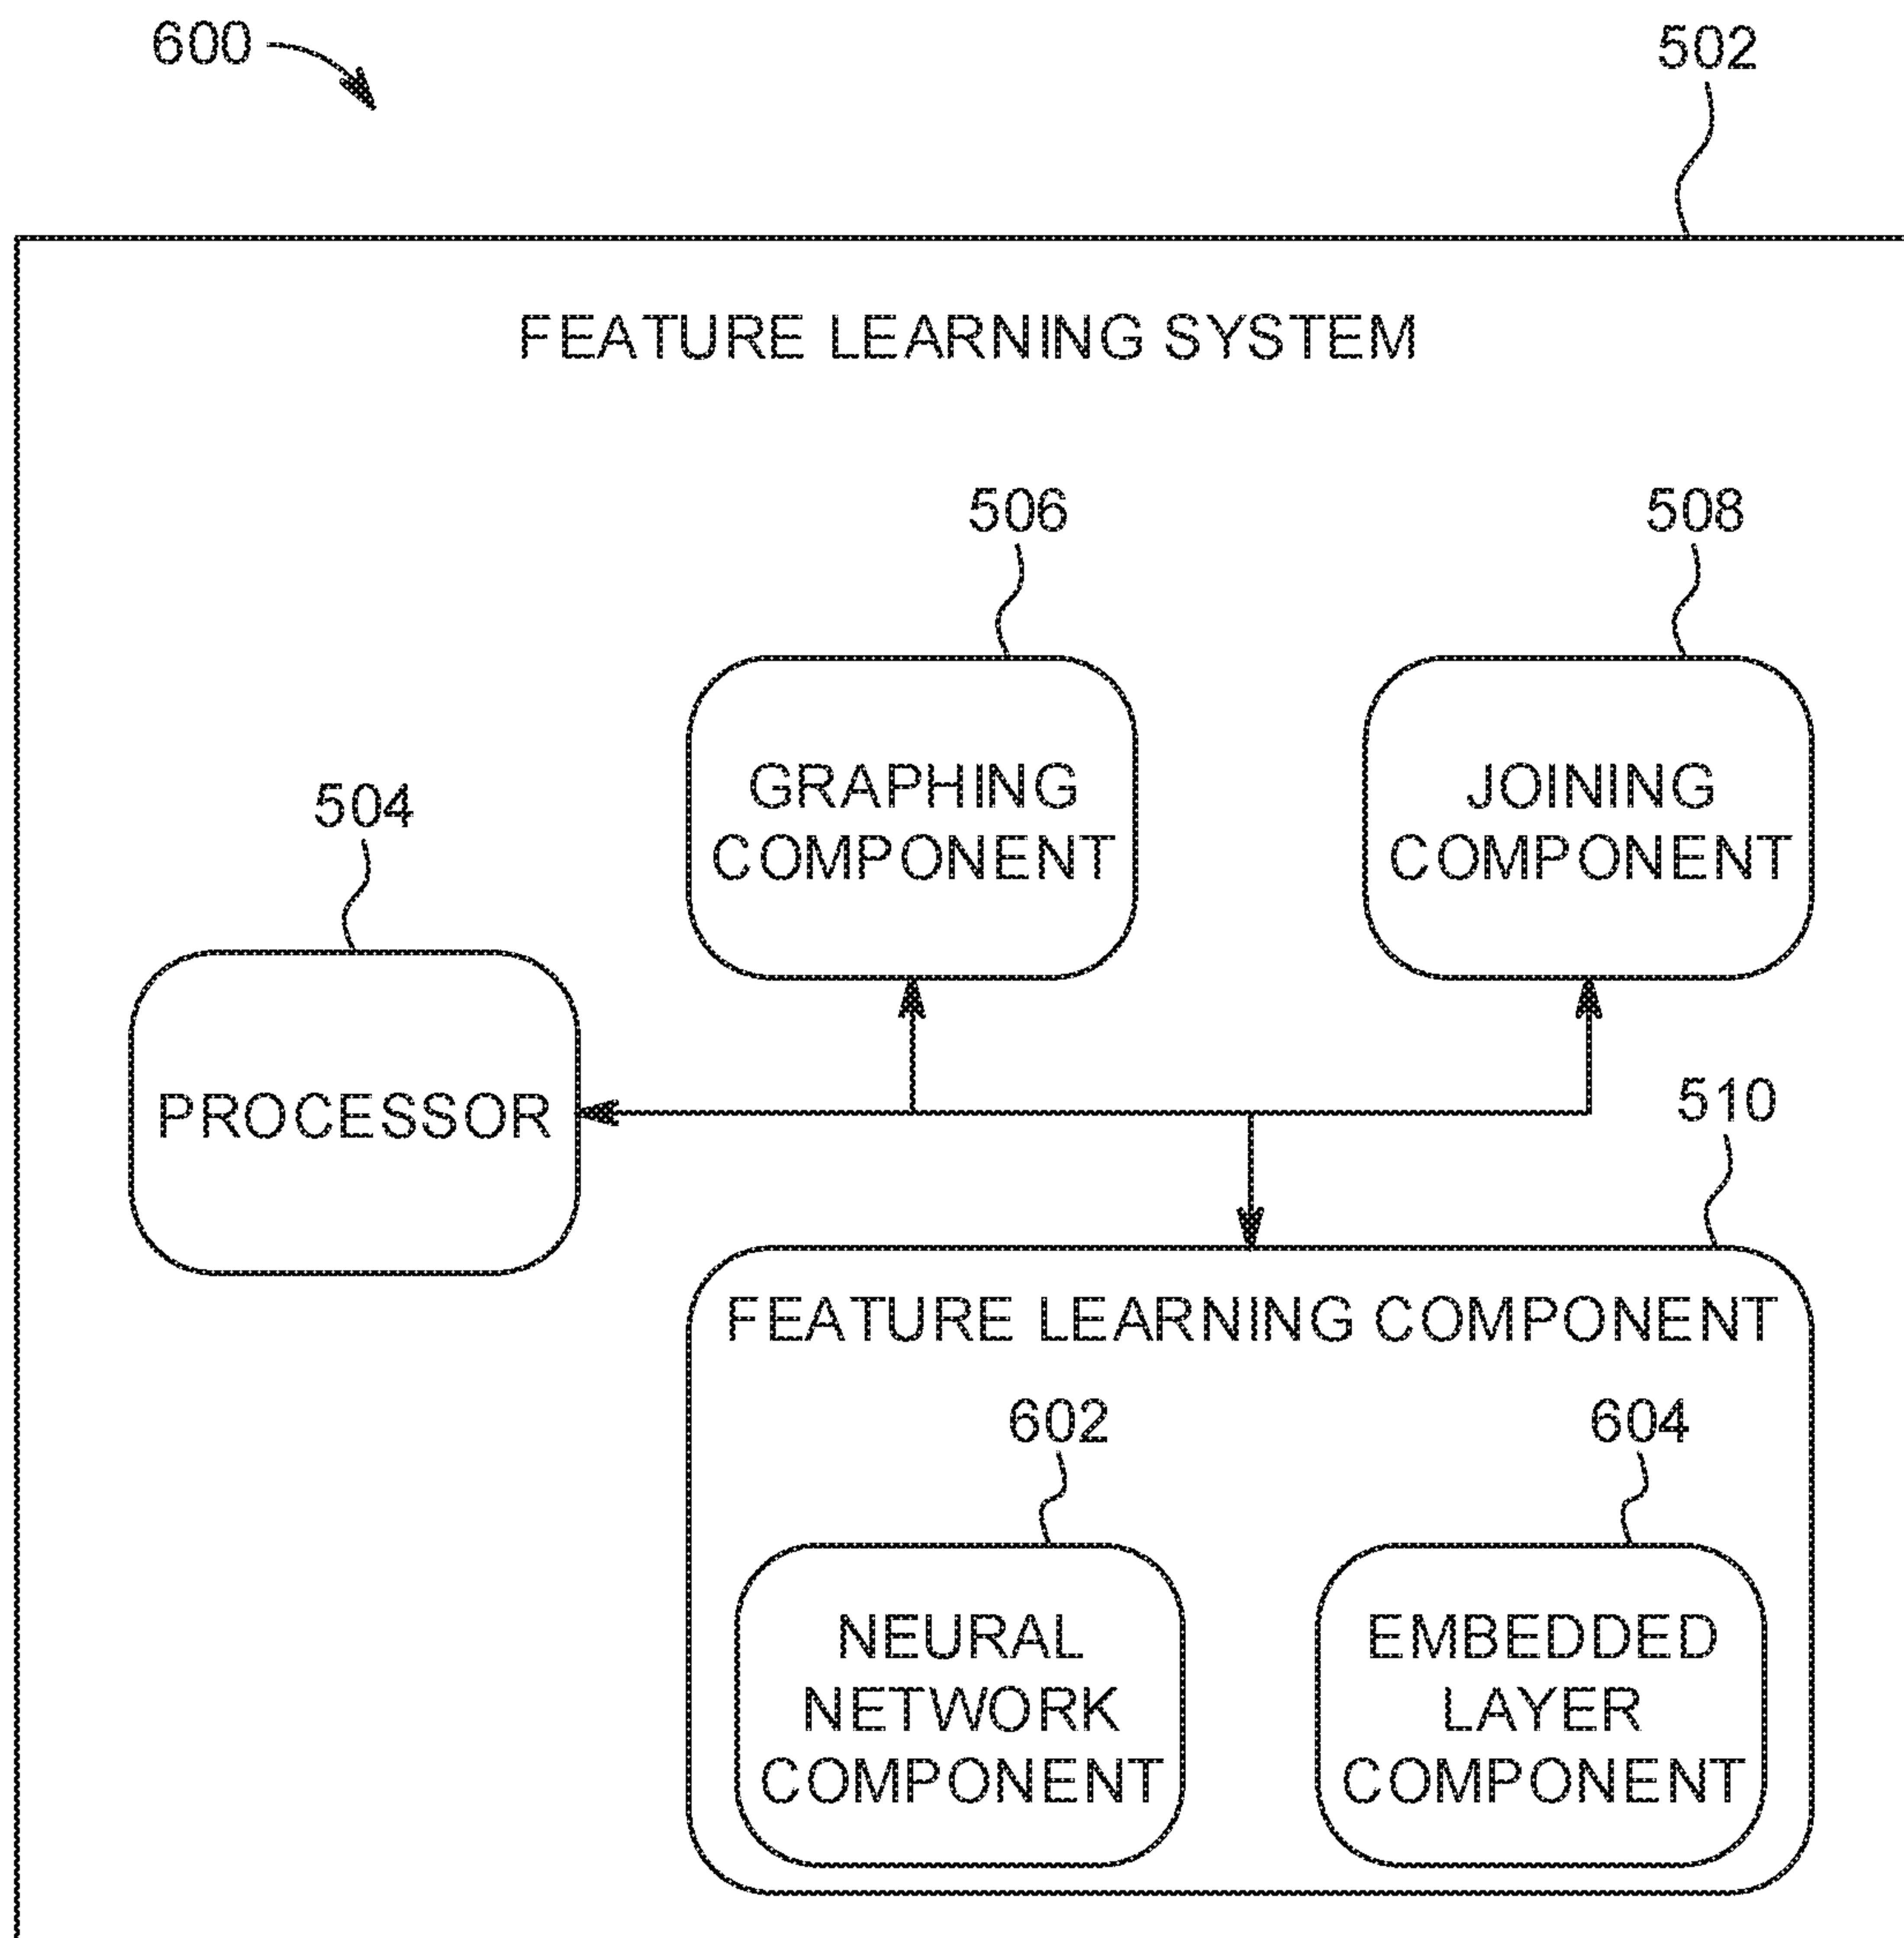 600
502
FEATURE LEARNING SYSTEM
506
508
GRAPHING
COMPONENT
JOINING
COMPONENT
504
PROCESSOR
510
FEATURE LEARNING COMPONENT
602
604
NEURAL
NETWORK
COMPONENT
EMBEDDED
LAYER
COMPONENT